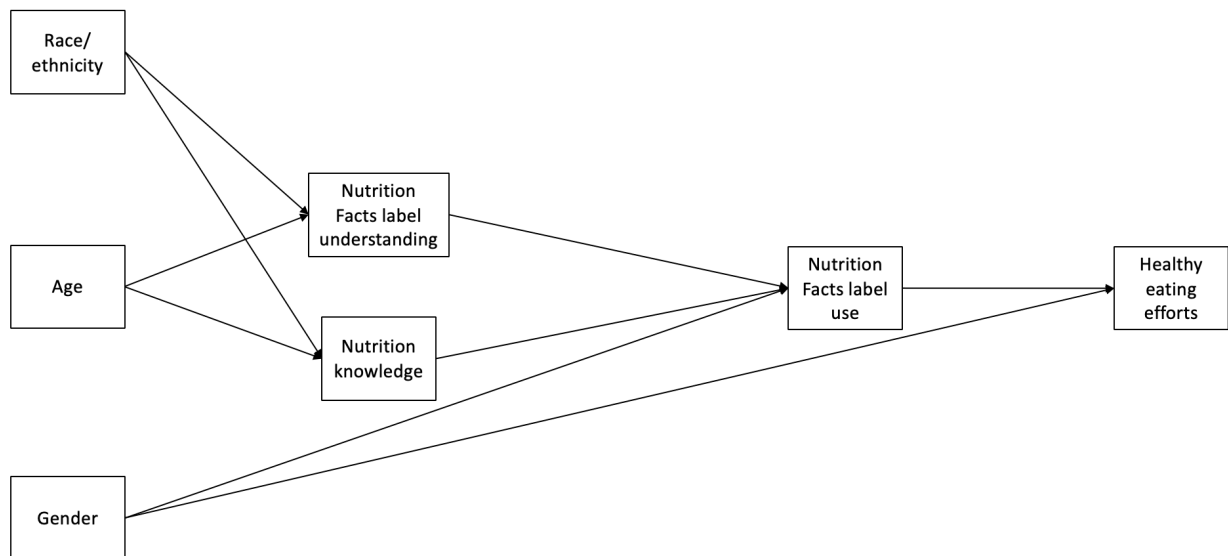 Race/
ethnicity
Nutrition
Facts label
understanding
Age
Nutrition
Facts label
use
Healthy
eating
efforts
Nutrition
knowledge
Gender